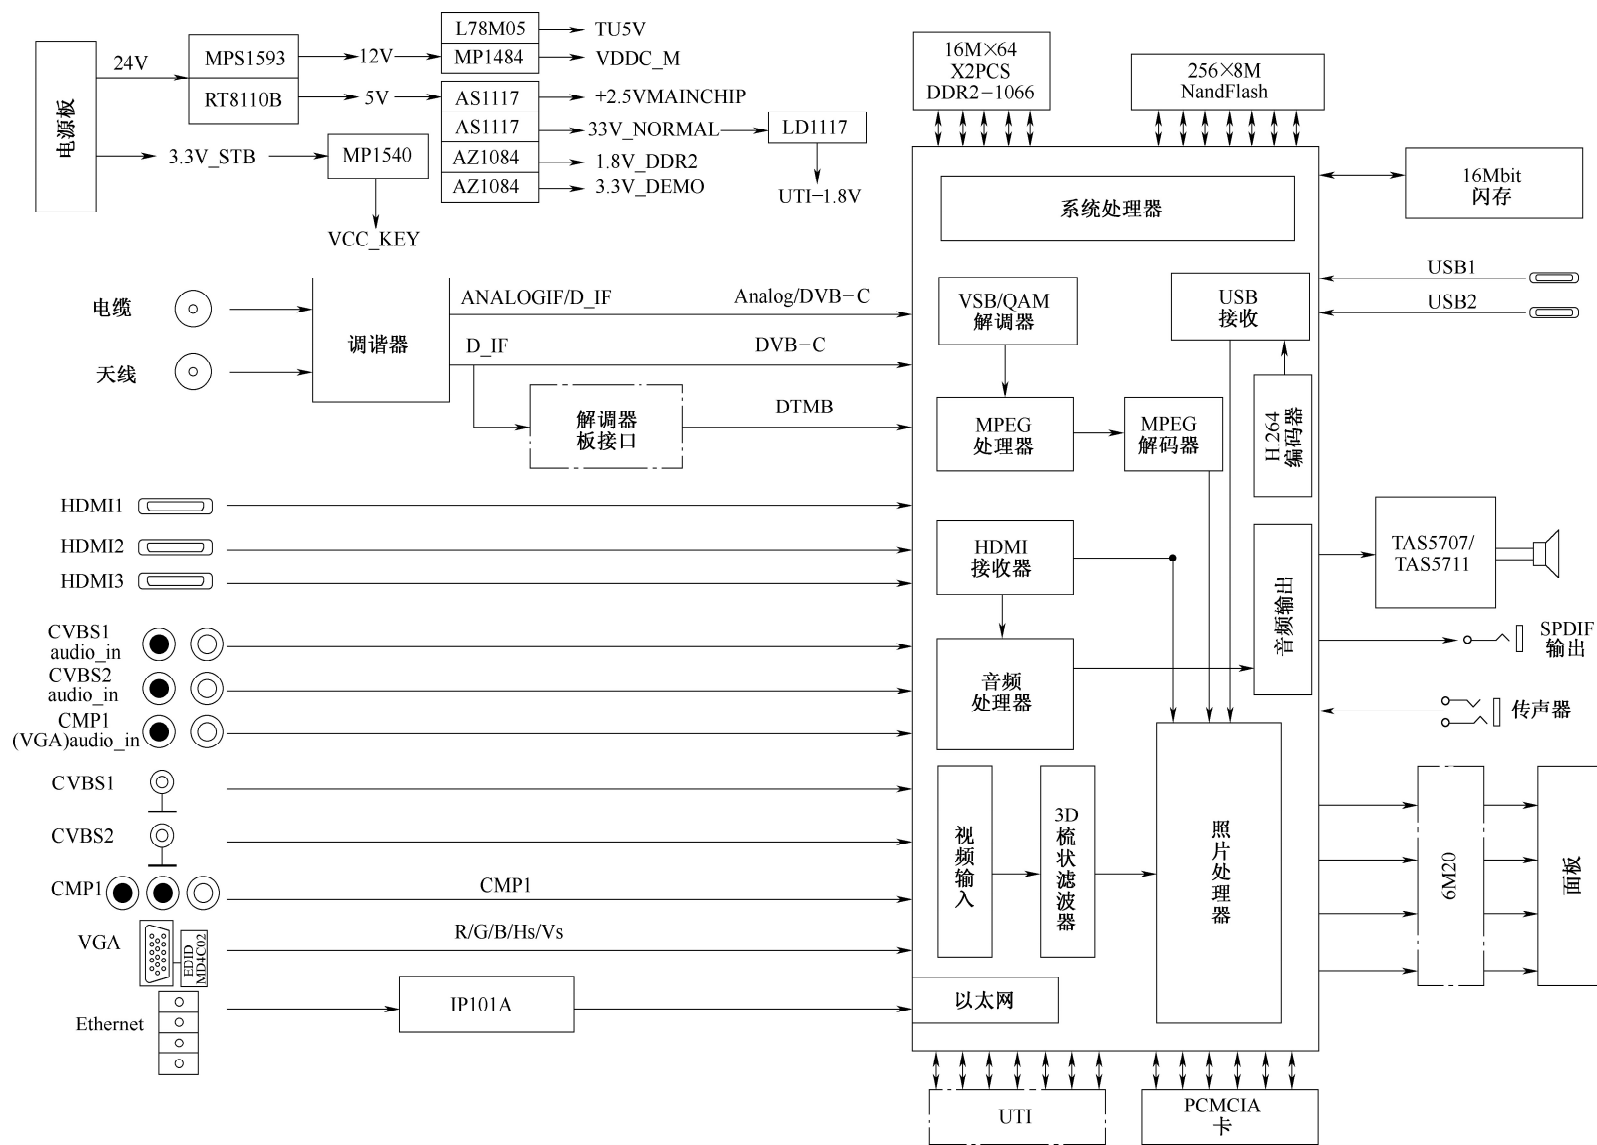 电源板
24V
MPS1593
RT8110B
12V
5V
L78M05
MP1484
TU5V
VDDC_M
AS1117
AS1117
AZ1084
AZ1084
+2.5VMAINCHIP
33V_NORMAL
1.8V_DDR2
3.3V_DEMO
LD1117
UTI-1.8V
3.3V_STB
MP1540
VCC_KEY
16M×64
X2PCS
DDR2-1066
256×8M
NandFlash
系统处理器
16Mbit
闪存
电缆
天线
调谐器
ANALOGIF/D_IF
Analog/DVB-C
D_IF
DVB-C
解调器
板接口
DTMB
VSB/QAM
解调器
USB
接收
USB1
USB2
MPEG
处理器
MPEG
解码器
H.264
编码器
HDMI1
HDMI2
HDMI3
HDMI
接收器
音频输出
TAS5707/
TAS5711
CVBS1
audio_in
CVBS2
audio_in
CMP1
(VGA)audio_in
音频
处理器
SPDIF
输出
传声器
CVBS1
CVBS2
CMP1
CMP1
VGA
EDID
MD4C02
R/G/B/Hs/Vs
视频输入
3D
梳状滤波器
照片处理器
6M20
面板
Ethernet
IP101A
以太网
UTI
PCMCIA
卡